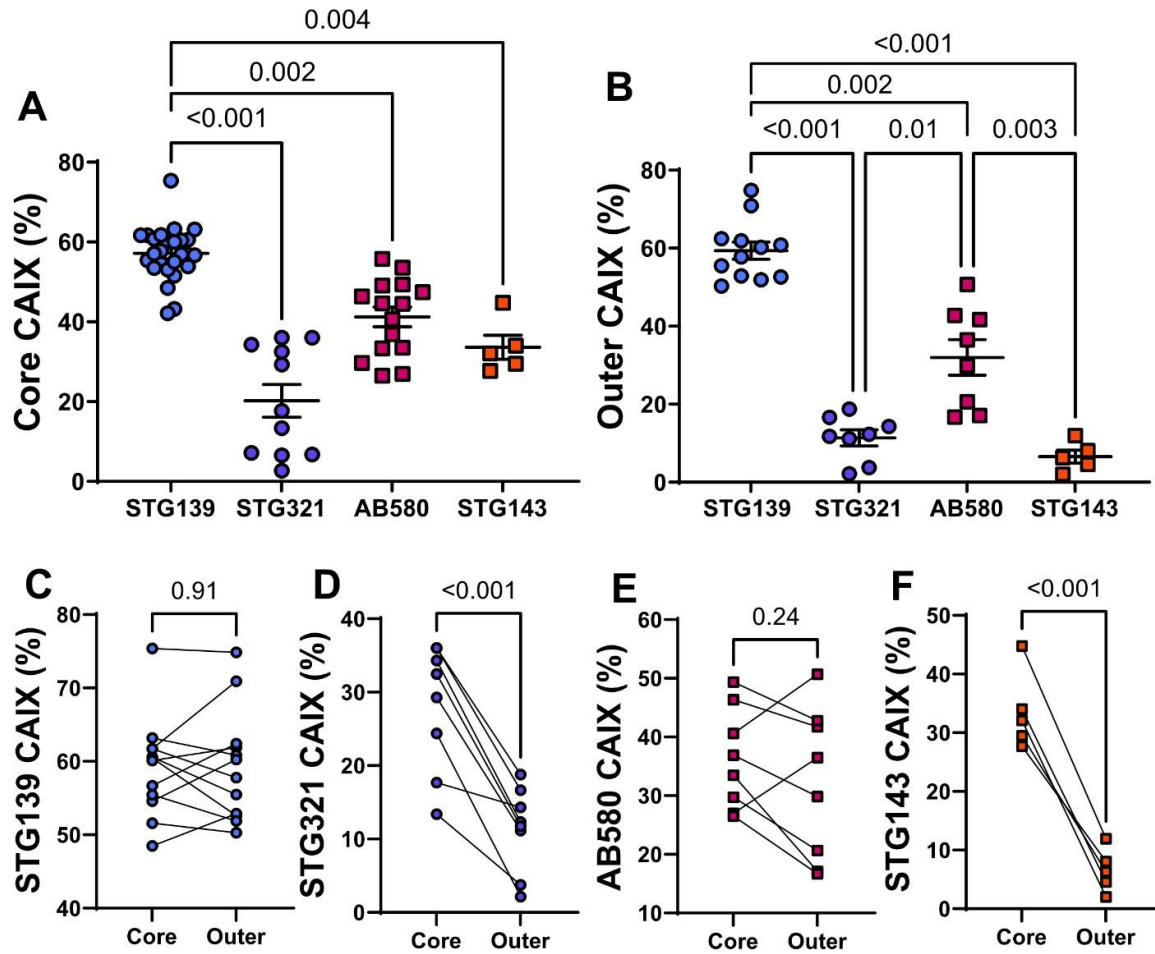 A
Core CAIX (%)
0.004
0.002
<0.001
80
60
40
20
0
STG139 STG321 AB580 STG143
B
Outer CAIX (%)
<0.001
0.002
<0.001 0.01 0.003
80
60
40
20
0
STG139 STG321 AB580 STG143
C
STG139 CAIX (%)
0.91
80
70
60
50
40
Core Outer
D
STG321 CAIX (%)
<0.001
40
30
20
10
0
Core Outer
E
AB580 CAIX (%)
0.24
60
50
40
30
20
10
Core Outer
F
STG143 CAIX (%)
<0.001
50
40
30
20
10
0
Core Outer